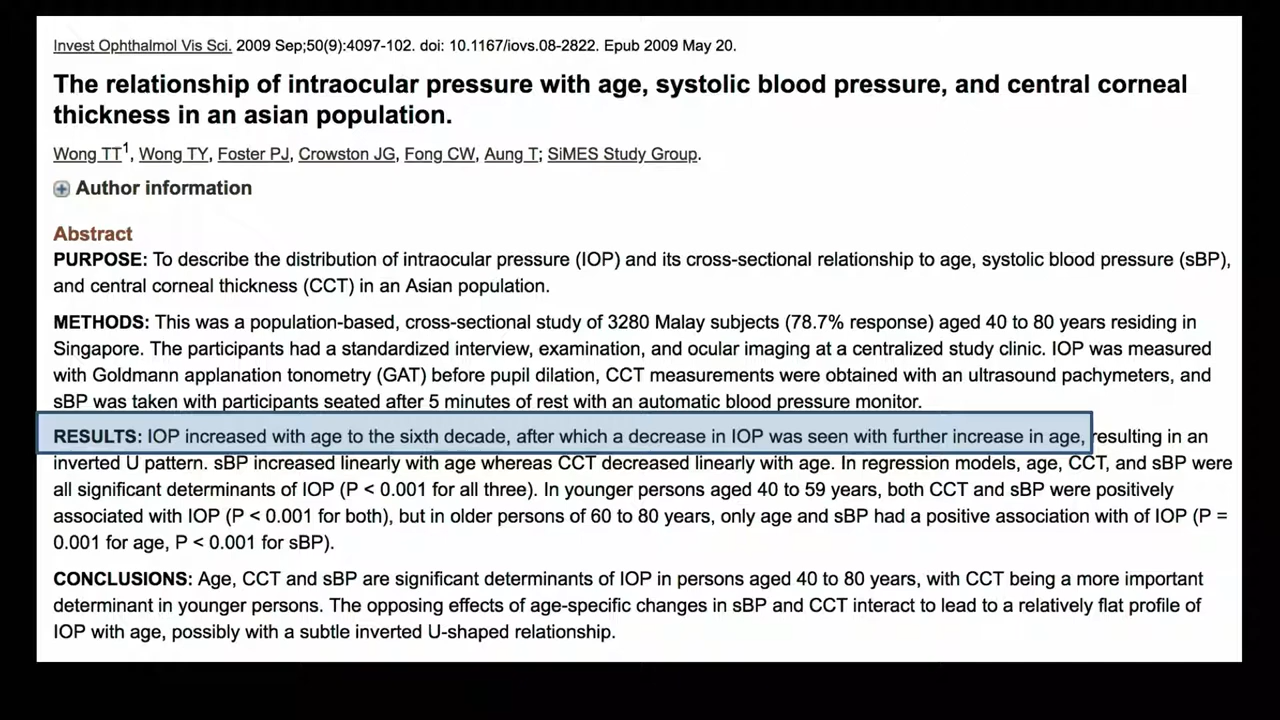 Invest Ophthalmol Vis Sci. 2009 Sep;50(9):4097-102. doi: 10.1167/iovs.08-2822. Epub 2009 May 20.
The relationship of intraocular pressure with age, systolic blood pressure, and central corneal
thickness in an asian population.
Wong TT1, Wong TY, Foster PJ, Crowston JG, Fong CW, Aung T; SiMES Study Group.
Author information
Abstract
PURPOSE: To describe the distribution of intraocular pressure (IOP) and its cross-sectional relationship to age, systolic blood pressure (sBP),
and central corneal thickness (CCT) in an Asian population.
METHODS: This was a population-based, cross-sectional study of 3280 Malay subjects (78.7% response) aged 40 to 80 years residing in
Singapore. The participants had a standardized interview, examination, and ocular imaging at a centralized study clinic. IOP was measured
with Goldmann applanation tonometry (GAT) before pupil dilation, CCT measurements were obtained with an ultrasound pachymeters, and
sBP was taken with participants seated after 5 minutes of rest with an automatic blood pressure monitor.
RESULTS: IOP increased with age to the sixth decade, after which a decrease in IOP was seen with further increase in age, resulting in an
inverted U pattern. sBP increased linearly with age whereas CCT decreased linearly with age. In regression models, age, CCT, and sBP were
all significant determinants of IOP (P < 0.001 for all three). In younger persons aged 40 to 59 years, both CCT and sBP were positively
associated with IOP (P < 0.001 for both), but in older persons of 60 to 80 years, only age and sBP had a positive association with of IOP (P =
0.001 for age, P < 0.001 for sBP).
CONCLUSIONS: Age, CCT and sBP are significant determinants of IOP in persons aged 40 to 80 years, with CCT being a more important
determinant in younger persons. The opposing effects of age-specific changes in sBP and CCT interact to lead to a relatively flat profile of
IOP with age, possibly with a subtle inverted U-shaped relationship.